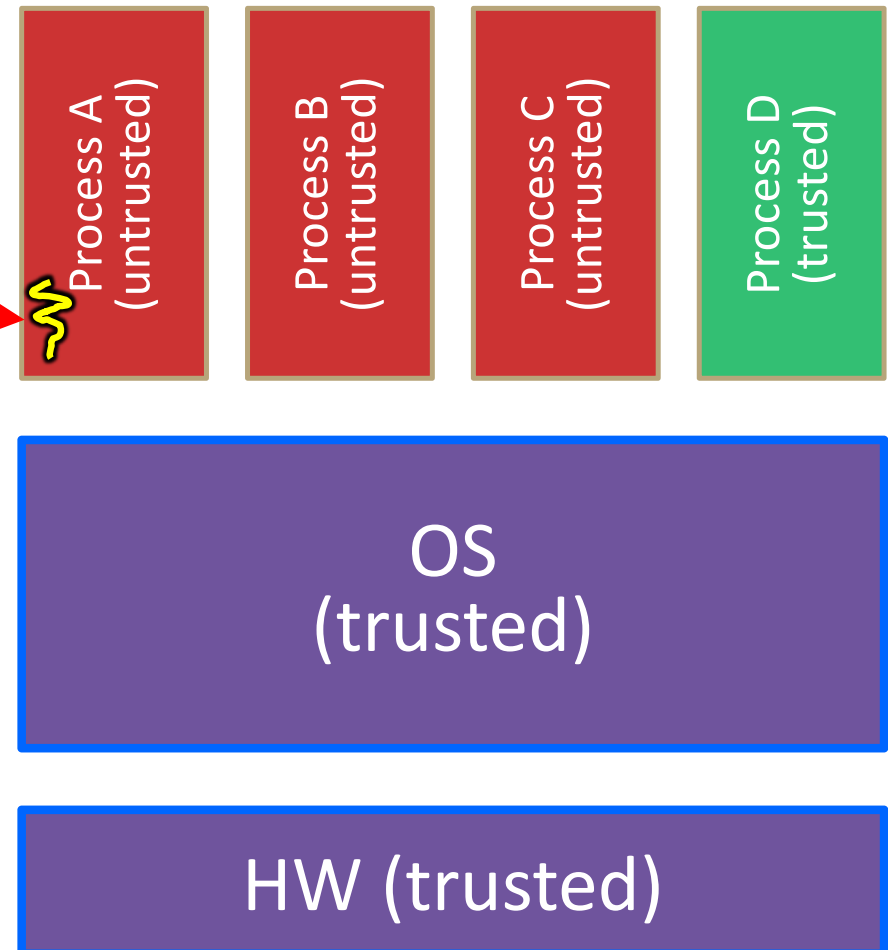 Process A
(untrusted)
Process B
(untrusted)
Process C
(untrusted)
Process D
(trusted)
OS
(trusted)
HW (trusted)